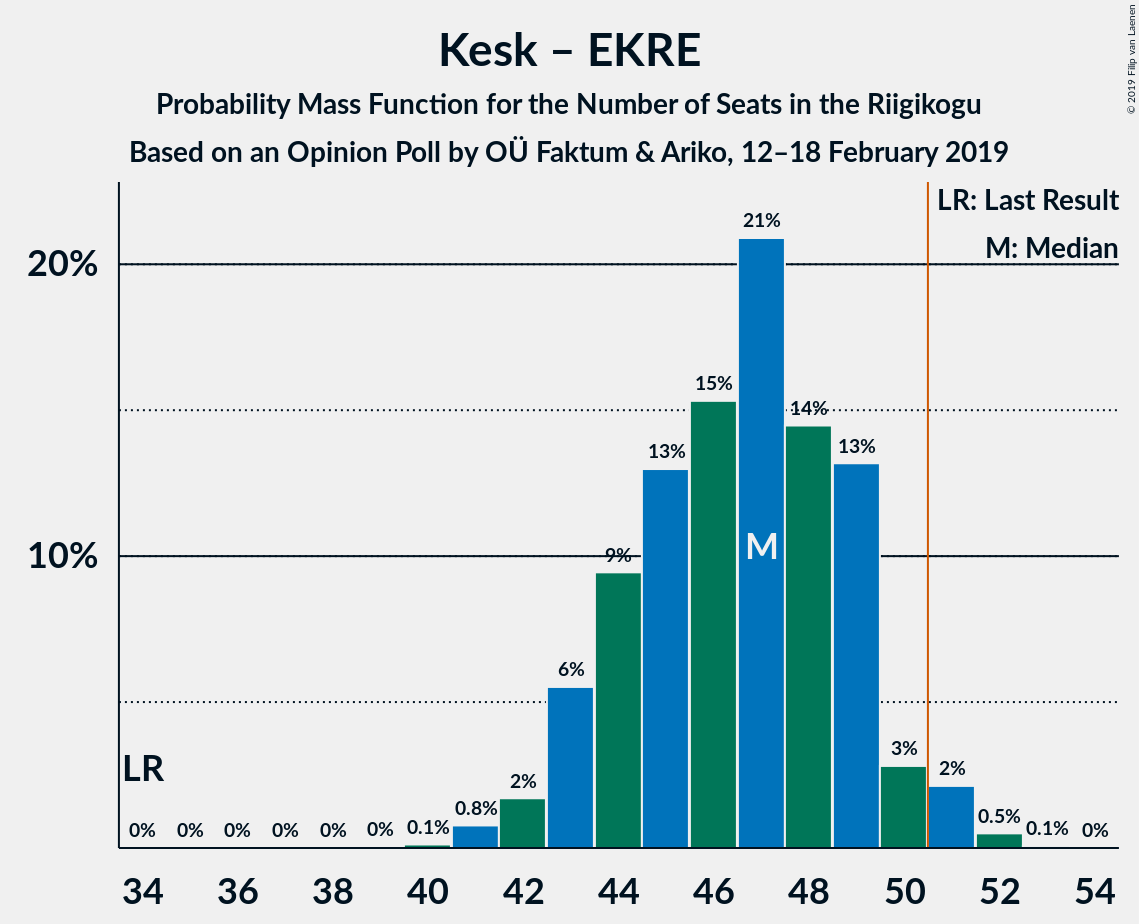 Kesk – EKRE
Probability Mass Function for the Number of Seats in the Riigikogu
Based on an Opinion Poll by OÜ Faktum & Ariko, 12–18 February 2019
© 2019 Filip van Laenen
LR: Last Result
M: Median
20%
10%
21%
15%
14%
13%
13%
9%
6%
3%
2%
2%
0.8%
0.5%
0.1%
0.1%
0%
0%
0%
0%
0%
0%
0%
M
LR
34 36 38 40 42 44 46 48 50 52 54